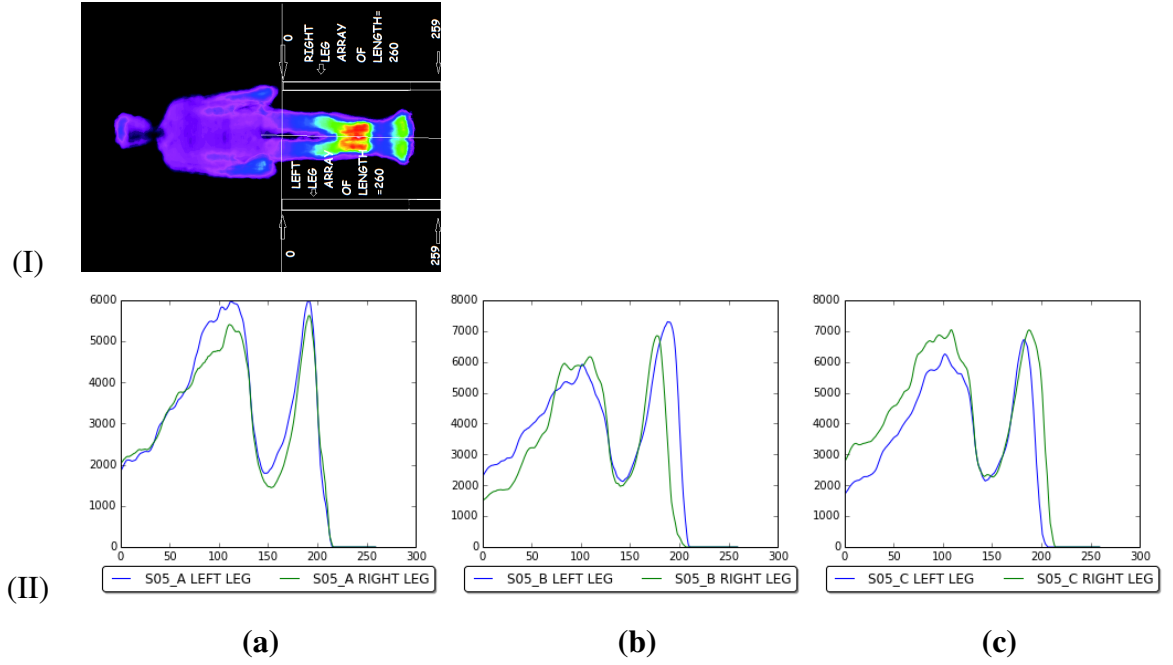 0
RIGHT
LEG ARRAY
OF LENGTH=
260
259
LEFT
LEG
ARRAY
OF
LENGTH
=260
0
259
(I)
6000
5000
4000
3000
2000
1000
0
0 50 100 150 200 250 300
S05_A LEFT LEG S05_A RIGHT LEG
8000
7000
6000
5000
4000
3000
2000
1000
0
0 50 100 150 200 250 300
S05_B LEFT LEG S05_B RIGHT LEG
8000
7000
6000
5000
4000
3000
2000
1000
0
0 50 100 150 200 250 300
S05_C LEFT LEG S05_C RIGHT LEG
(II)
(a) (b) (c)